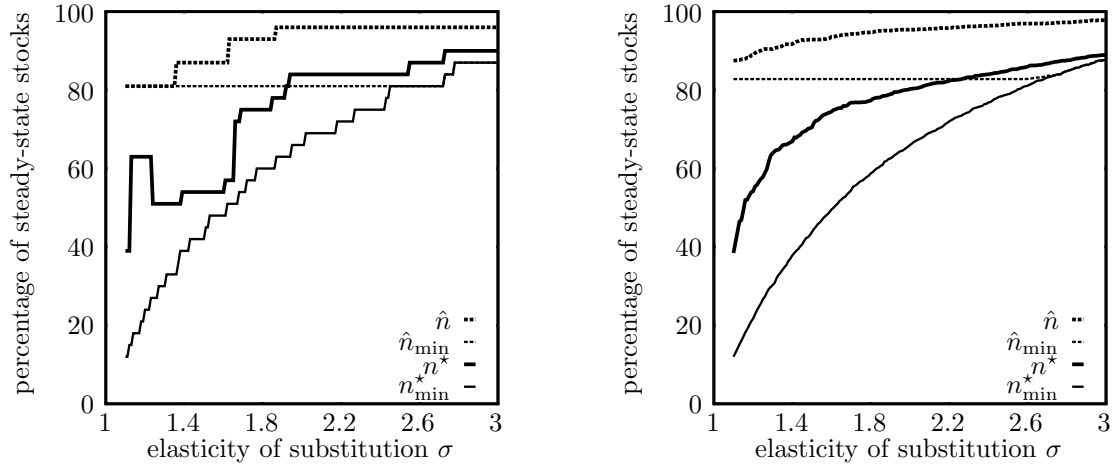 percentage of steady-state stocks
100
80
60
40
20
0
1 1.4 1.8 2.2 2.6 3
elasticity of substitution σ
n̂
n̂min
n⋆
n⋆min
percentage of steady-state stocks
100
80
60
40
20
0
1 1.4 1.8 2.2 2.6 3
elasticity of substitution σ
n̂
n̂min
n⋆
n⋆min